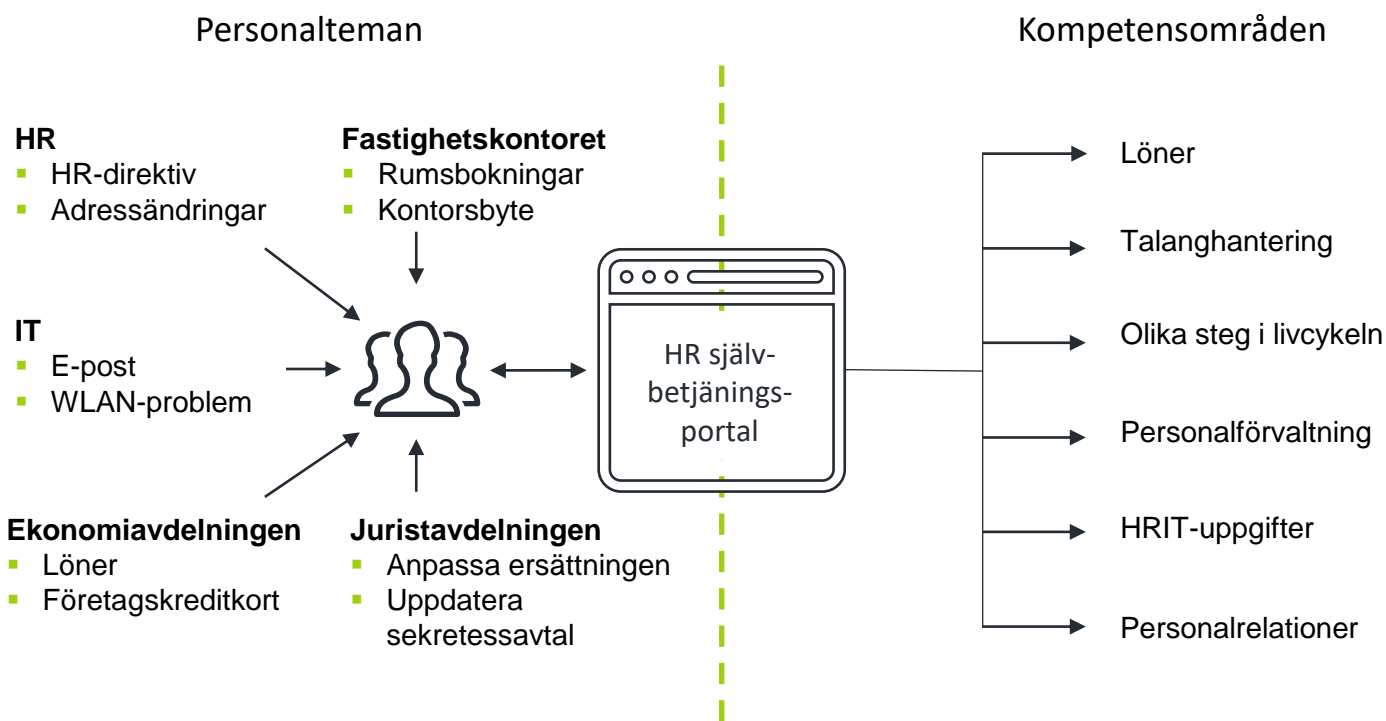 Personalteman
Kompetensområden
HR
HR-direktiv
Adressändringar
Fastighetskontoret
Rumsbokningar
Kontorsbyte
IT
E-post
WLAN-problem
Ekonomiavdelningen
Löner
Företagskreditkort
Juristavdelningen
Anpassa ersättningen
Uppdatera
sekretessavtal
HR själv-
betjänings-
portal
Löner
Talanghantering
Olika steg i livcykeln
Personalförvaltning
HRIT-uppgifter
Personalrelationer